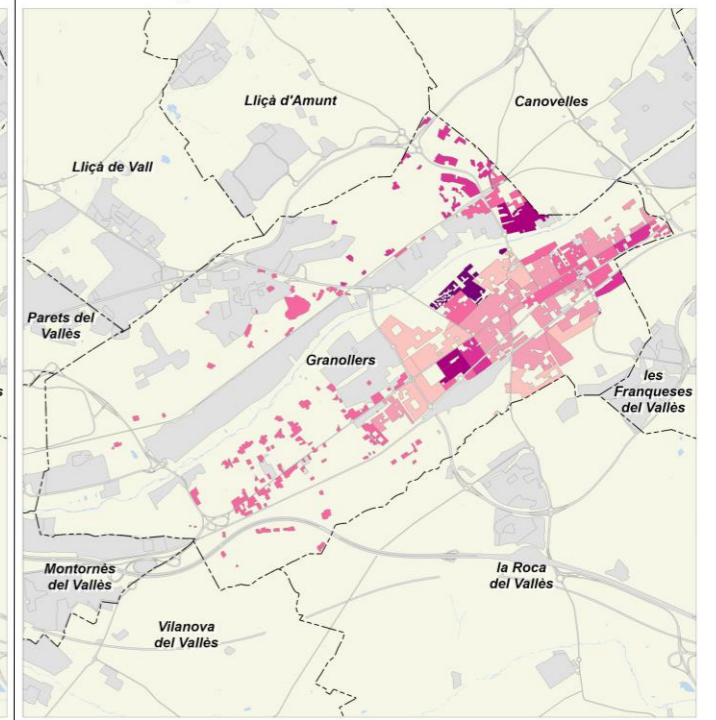 Lliçà d'Amunt
Canovelles
Lliçà de Vall
Parets del
Vallès
Granollers
les
Franqueses
del Vallès
Montornès
del Vallès
la Roca
del Vallès
Vilanova
del Vallès